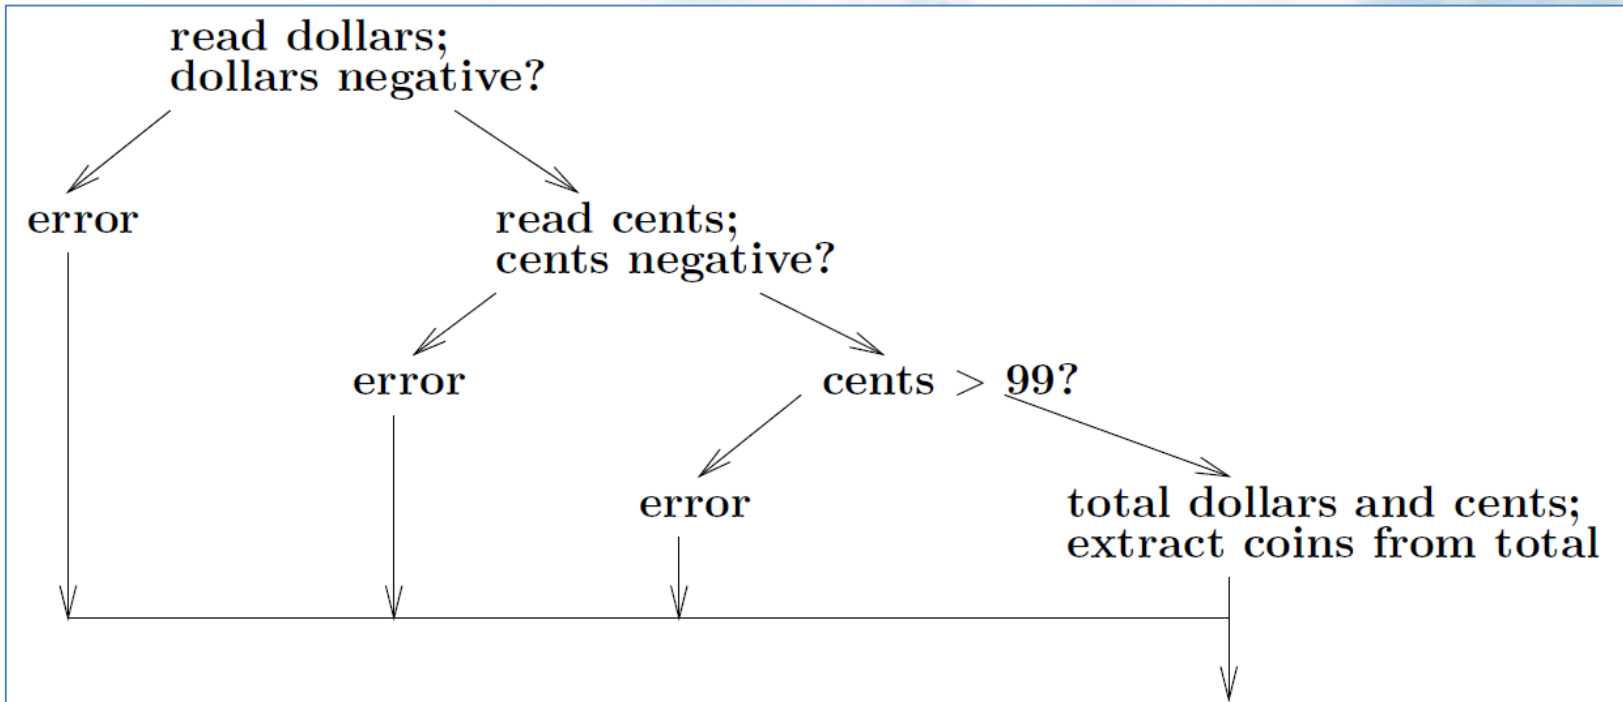 read dollars;
dollars negative?
error
read cents;
cents negative?
error
cents > 99?
error
total dollars and cents;
extract coins from total